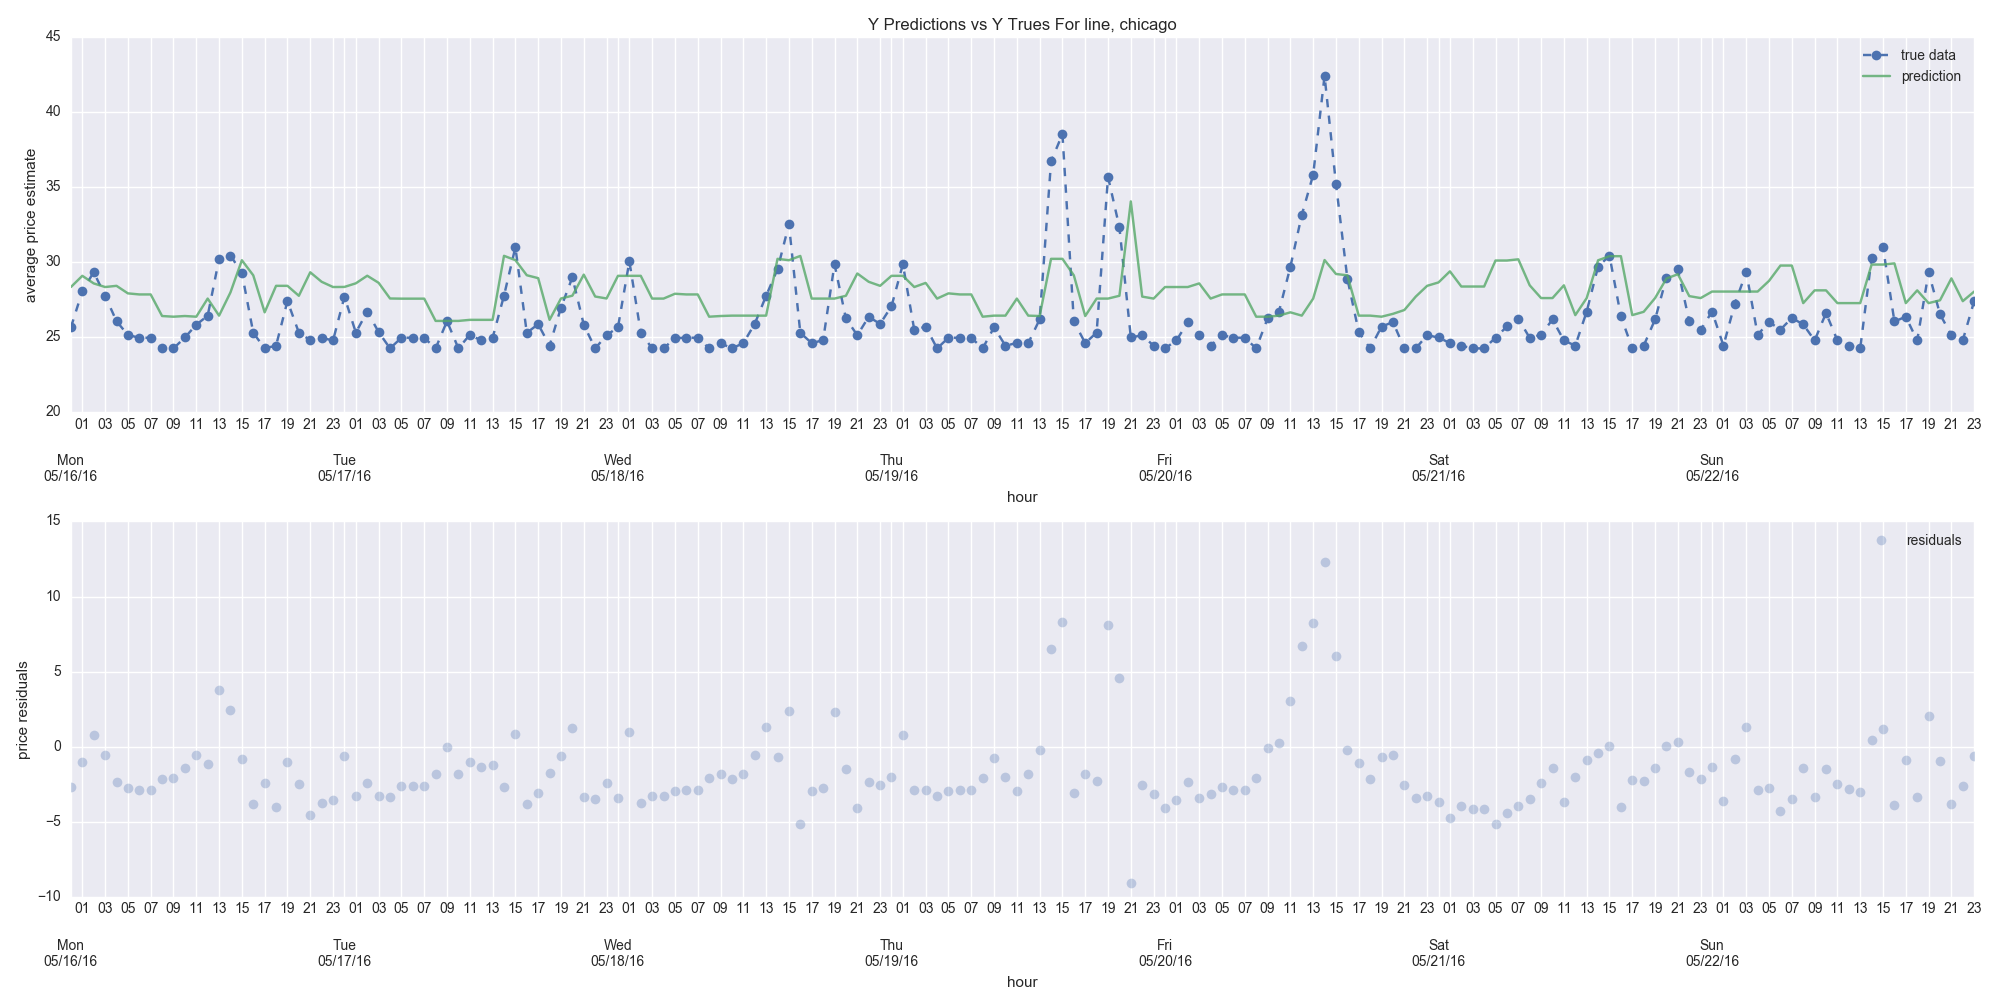 Y Predictions vs Y Trues For line, chicago
true data
prediction
average price estimate
45
40
35
30
25
20
01 03 05 07 09 11 13 15 17 19 21 23 01 03 05 07 09 11 13 15 17 19 21 23 01 03 05 07 09 11 13 15 17 19 21 23 01 03 05 07 09 11 13 15 17 19 21 23 01 03 05 07 09 11 13 15 17 19 21 23 01 03 05 07 09 11 13 15 17 19 21 23 01 03 05 07 09 11 13 15 17 19 21 23
Mon Tue Wed Thu Fri Sat Sun
05/16/16 05/17/16 05/18/16 05/19/16 05/20/16 05/21/16 05/22/16
hour
residuals
price residuals
15
10
5
0
−5
−10
01 03 05 07 09 11 13 15 17 19 21 23 01 03 05 07 09 11 13 15 17 19 21 23 01 03 05 07 09 11 13 15 17 19 21 23 01 03 05 07 09 11 13 15 17 19 21 23 01 03 05 07 09 11 13 15 17 19 21 23 01 03 05 07 09 11 13 15 17 19 21 23 01 03 05 07 09 11 13 15 17 19 21 23
Mon Tue Wed Thu Fri Sat Sun
05/16/16 05/17/16 05/18/16 05/19/16 05/20/16 05/21/16 05/22/16
hour